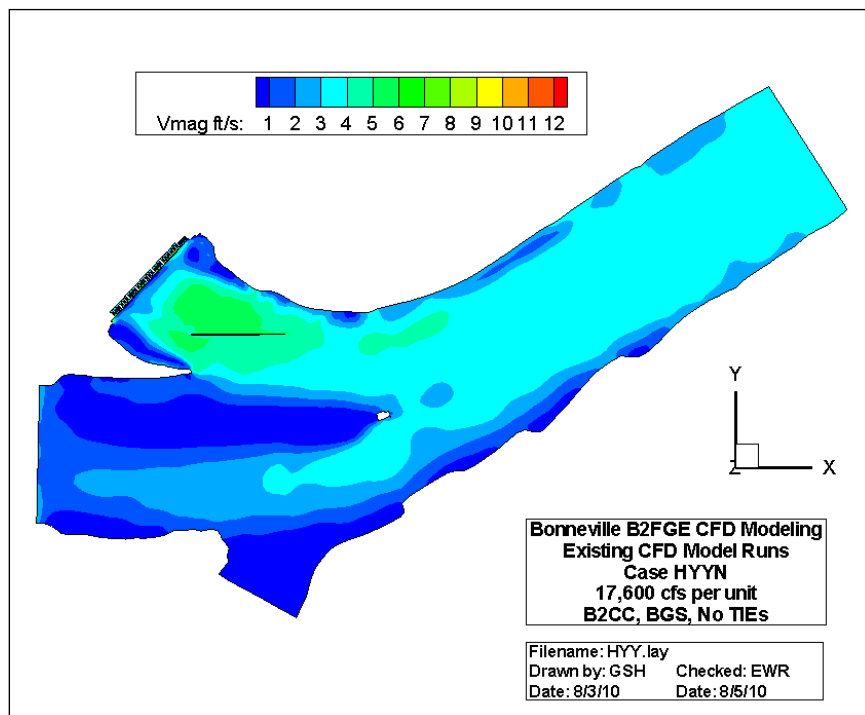 Vmag ft/s: 1 2 3 4 5 6 7 8 9 10 11 12
Y
Z X
Bonneville B2FGE CFD Modeling
Existing CFD Model Runs
Case HYYN
17,600 cfs per unit
B2CC, BGS, No TIEs
Filename: HYY.lay
Drawn by: GSH Checked: EWR
Date: 8/3/10 Date: 8/5/10